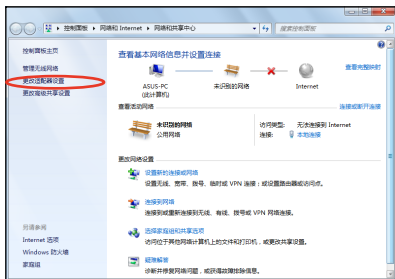 控制面板 ▸ 网络和 Internet ▸ 网络和共享中心
搜索控制面板
控制面板主页
管理无线网络
更改适配器设置
更改高级共享设置
另请参阅
Internet 选项
Windows 防火墙
家庭组
查看基本网络信息并设置连接
查看完整映射
ASUS-PC
(此计算机)
未识别的网络
Internet
查看活动网络
连接或断开连接
未识别的网络
公用网络
访问类型: 无法连接到 Internet
连接: 本地连接
更改网络设置
设置新的连接或网络
设置无线、宽带、拨号、临时或 VPN 连接；或设置路由器或访问点。
连接到网络
连接到或重新连接到无线、有线、拨号或 VPN 网络连接。
选择家庭组和共享选项
访问位于其他网络计算机上的文件和打印机，或更改共享设置。
疑难解答
诊断并修复网络问题，或获得故障排除信息。